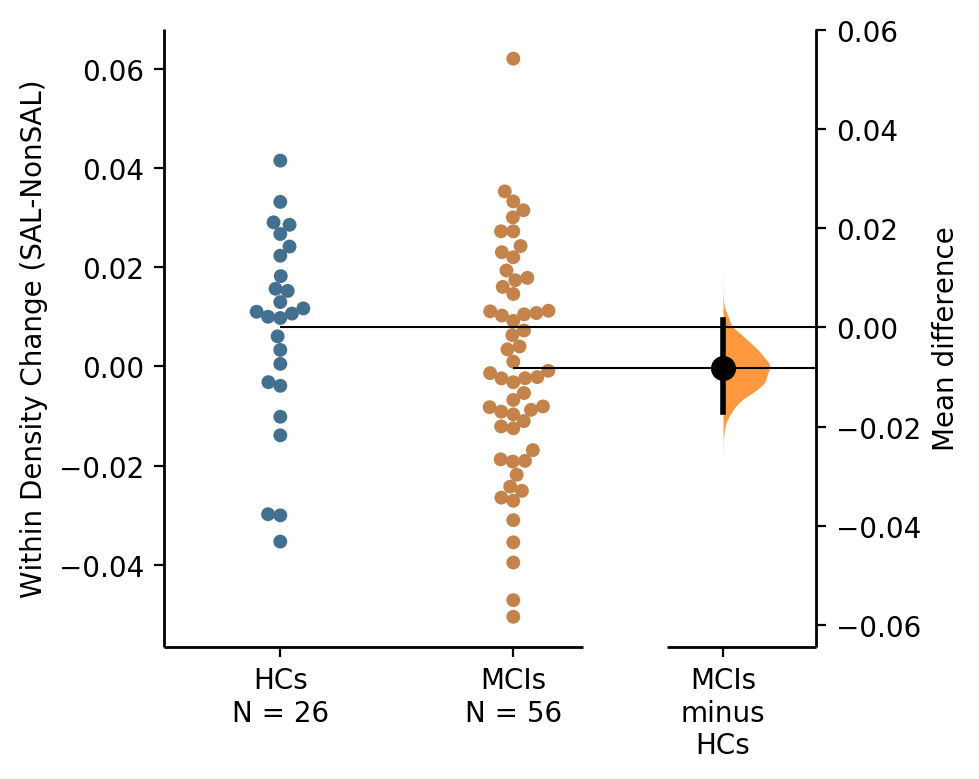 Within Density Change (SAL-NonSAL)
0.06
0.04
0.02
0.00
−0.02
−0.04
HCs
N = 26
MCIs
N = 56
MCIs
minus
HCs
0.06
0.04
0.02
0.00
−0.02
−0.04
−0.06
Mean difference